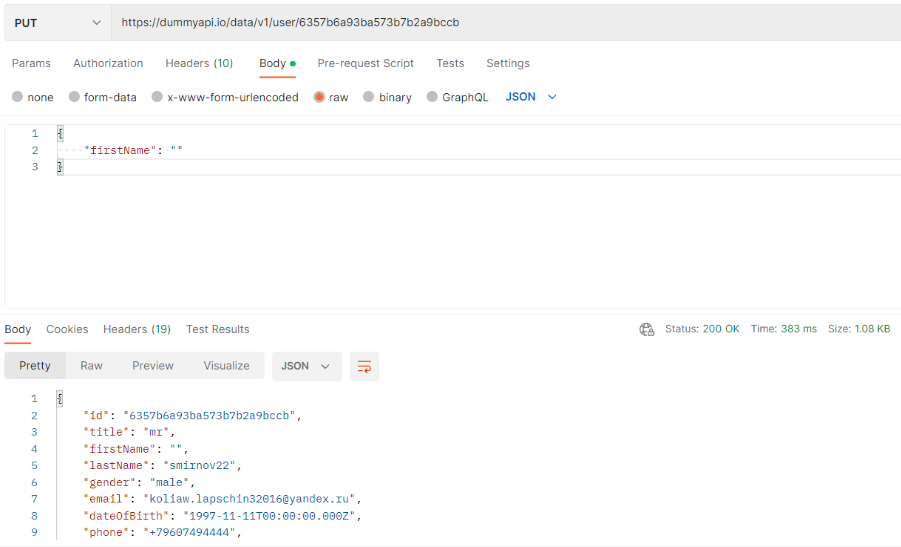 PUT https://dummyapi.io/data/v1/user/6357b6a93ba573b7b2a9bccb
Params Authorization Headers (10) Body Pre-request Script Tests Settings
none form-data x-www-form-urlencoded raw binary GraphQL JSON
1 {
2 "firstName": ""
3 }
Body Cookies Headers (19) Test Results Status: 200 OK Time: 383 ms Size: 1.08 KB
Pretty Raw Preview Visualize JSON
1 {
2 "id": "6357b6a93ba573b7b2a9bccb",
3 "title": "mr",
4 "firstName": "",
5 "lastName": "smirnov22",
6 "gender": "male",
7 "email": "koliaw.lapschin32016@yandex.ru",
8 "dateOfBirth": "1997-11-11T00:00:00.000Z",
9 "phone": "+79607494444",